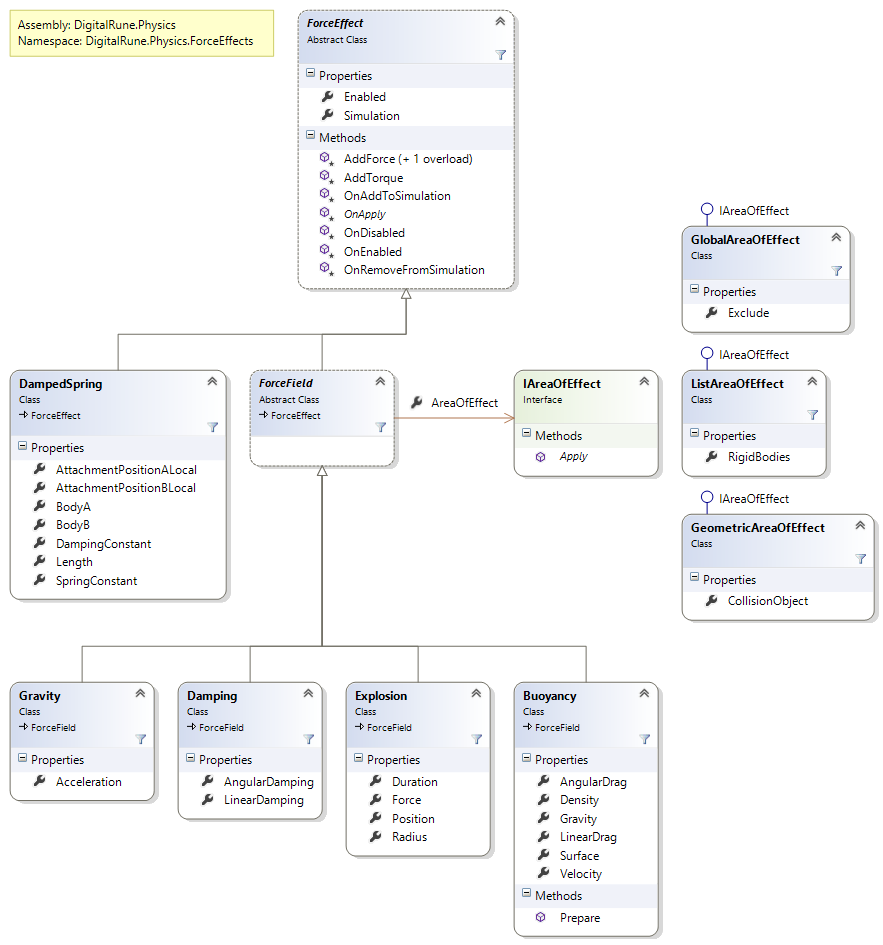 Assembly: DigitalRune.Physics
Namespace: DigitalRune.Physics.ForceEffects
ForceEffect
Abstract Class
Properties
Enabled
Simulation
Methods
AddForce (+ 1 overload)
AddTorque
OnAddToSimulation
OnApply
OnDisabled
OnEnabled
OnRemoveFromSimulation
IAreaOfEffect
GlobalAreaOfEffect
Class
Properties
Exclude
DampedSpring
Class
ForceEffect
Properties
AttachmentPositionALocal
AttachmentPositionBLocal
BodyA
BodyB
DampingConstant
Length
SpringConstant
ForceField
Abstract Class
ForceEffect
AreaOfEffect
IAreaOfEffect
Interface
Methods
Apply
IAreaOfEffect
ListAreaOfEffect
Class
Properties
RigidBodies
IAreaOfEffect
GeometricAreaOfEffect
Class
Properties
CollisionObject
Gravity
Class
ForceField
Properties
Acceleration
Damping
Class
ForceField
Properties
AngularDamping
LinearDamping
Explosion
Class
ForceField
Properties
Duration
Force
Position
Radius
Buoyancy
Class
ForceField
Properties
AngularDrag
Density
Gravity
LinearDrag
Surface
Velocity
Methods
Prepare